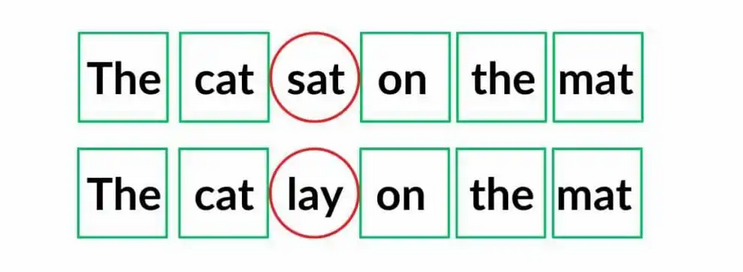 The cat sat on the mat
The cat lay on the mat